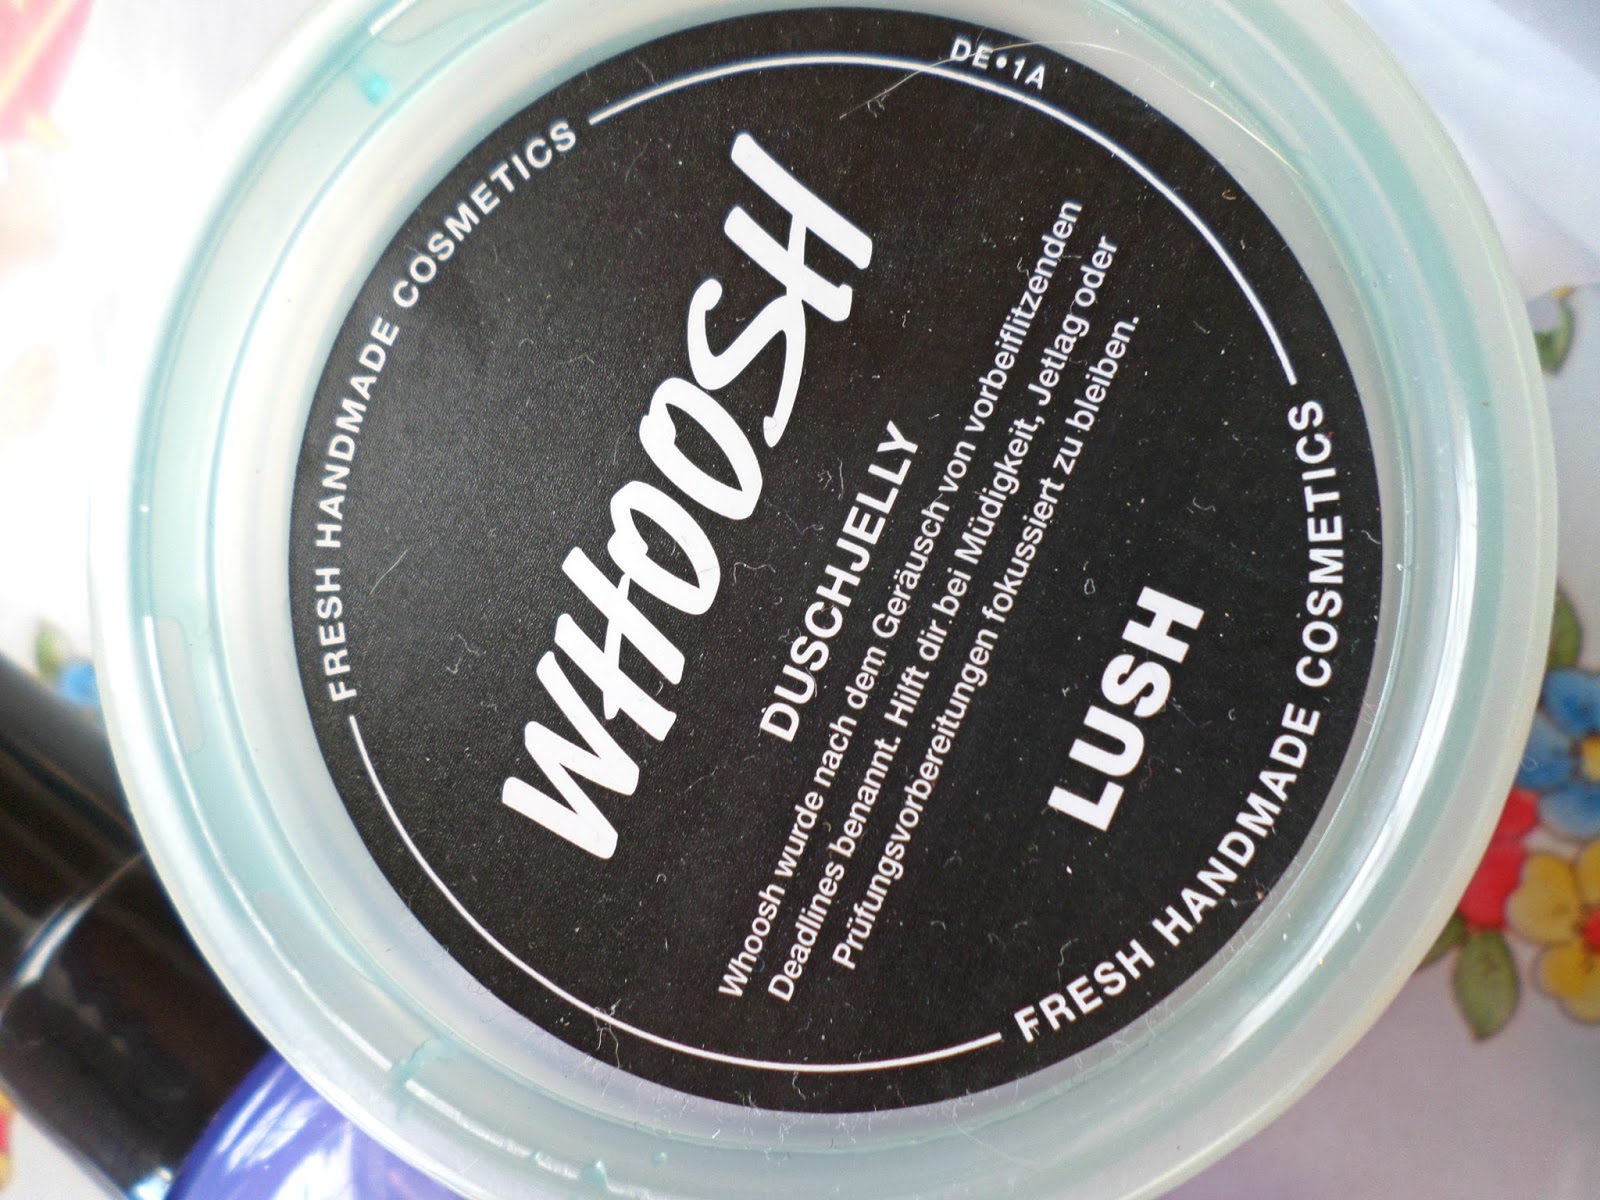 DE•1A
FRESH HANDMADE COSMETICS
WHOOSH
DUSCHJELLY
Whoosh wurde nach dem Geräusch von vorbeiflitzenden
Deadlines benannt. Hilft dir bei Müdigkeit, Jetlag oder
Prüfungsvorbereitungen fokussiert zu bleiben.
LUSH
FRESH HANDMADE COSMETICS